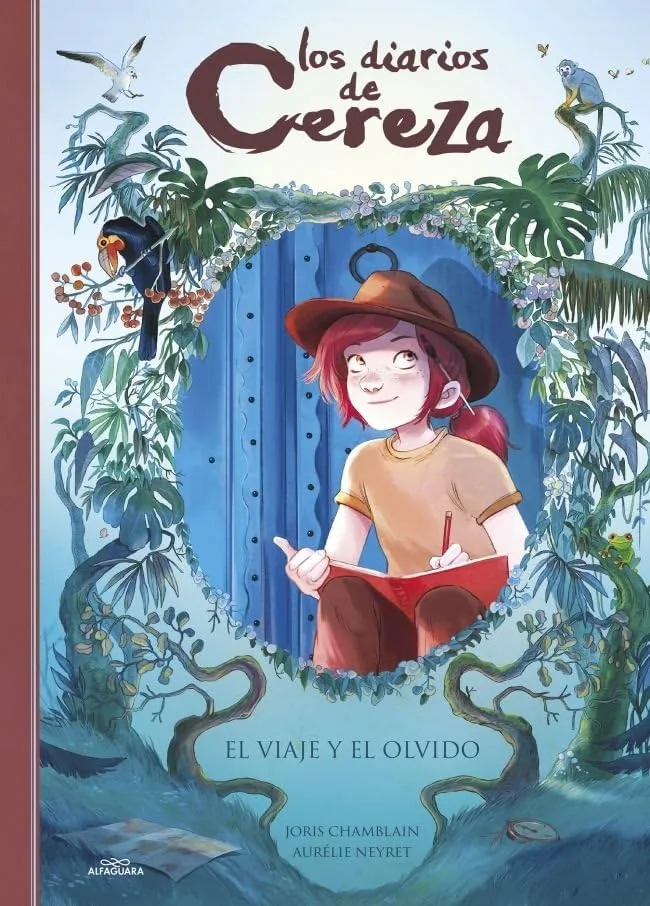 los diarios
de
Cereza
EL VIAJE Y EL OLVIDO
JORIS CHAMBLAIN
AURÉLIE NEYRET
ALFAGUARA